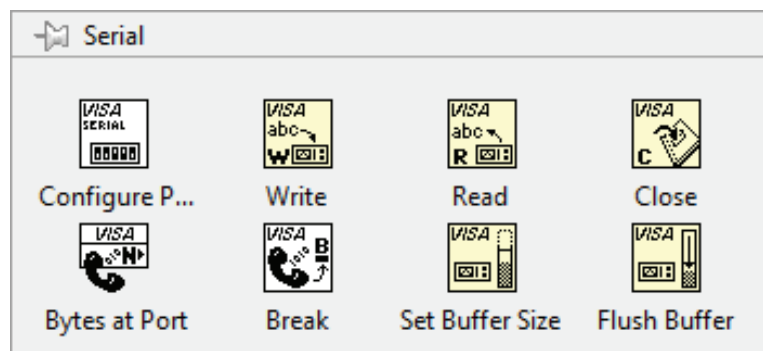 Serial
VISA
SERIAL
VISA
abc
W
VISA
abc
R
VISA
C
Configure P...
Write
Read
Close
VISA
N
VISA
B
VISA
VISA
Bytes at Port
Break
Set Buffer Size
Flush Buffer